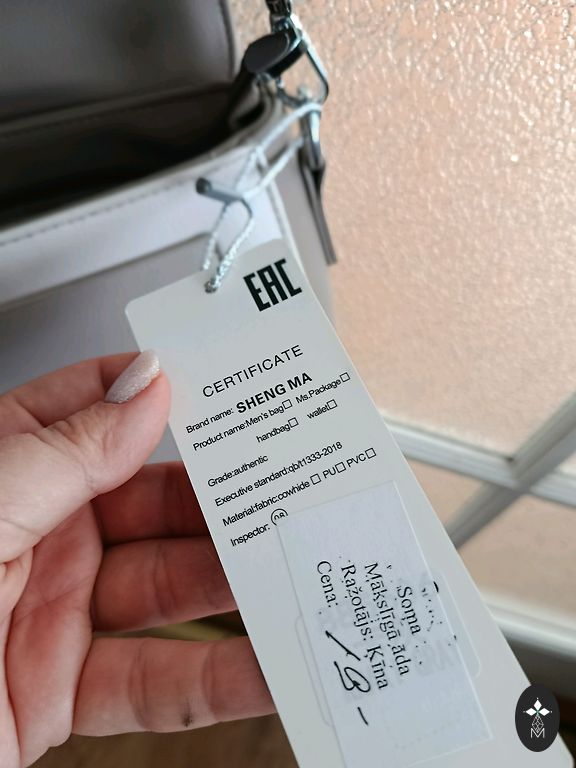 EAC
CERTIFICATE
Brand name: SHENG MA
Product name:Men's bag☐ Ms.Package☐
handbag☐ wallet☐
Grade:authentic
Executive standard:qb/t1333-2018
Material:fabric:cowhide ☐ PU☐ PVC☐
Inspector: 08
Soma
Mākslīgā āda
Ražotājs: Ķīna
Cena:
M